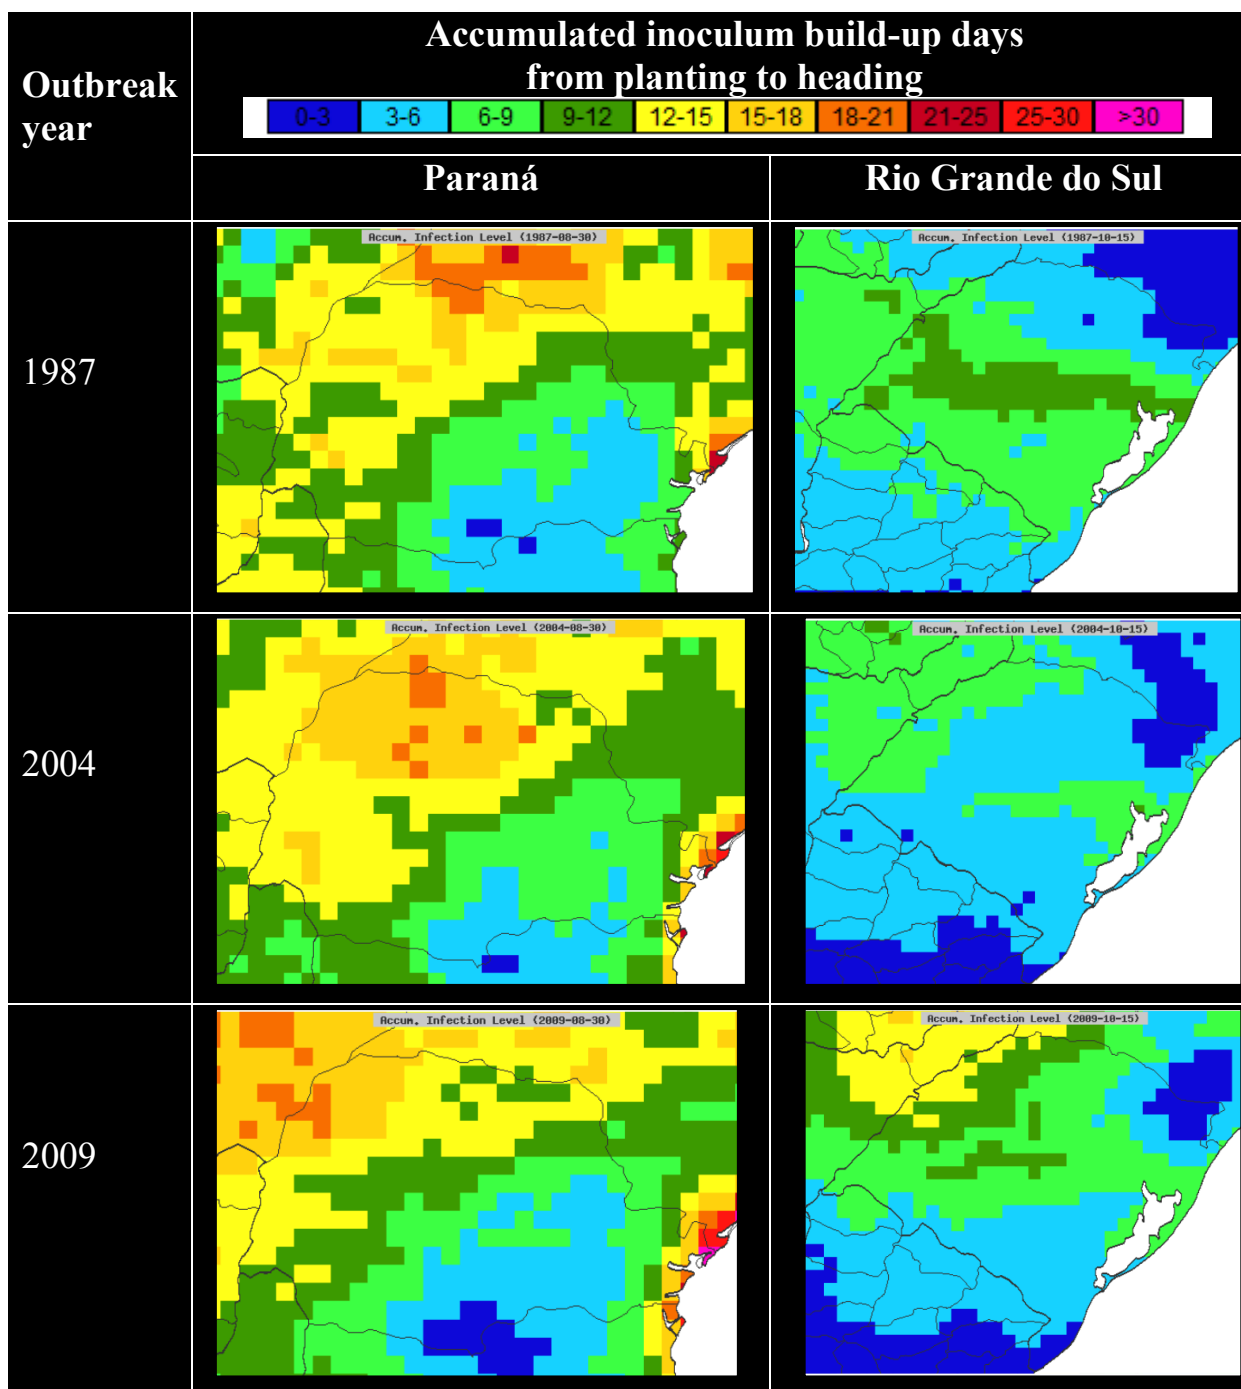 Outbreak
year
Accumulated inoculum build-up days
from planting to heading
0-3 3-6 6-9 9-12 12-15 15-18 18-21 21-25 25-30 >30
Paraná
Rio Grande do Sul
1987
Accum. Infection Level (1987-08-30)
Accum. Infection Level (1987-10-15)
2004
Accum. Infection Level (2004-08-30)
Accum. Infection Level (2004-10-15)
2009
Accum. Infection Level (2009-08-30)
Accum. Infection Level (2009-10-15)